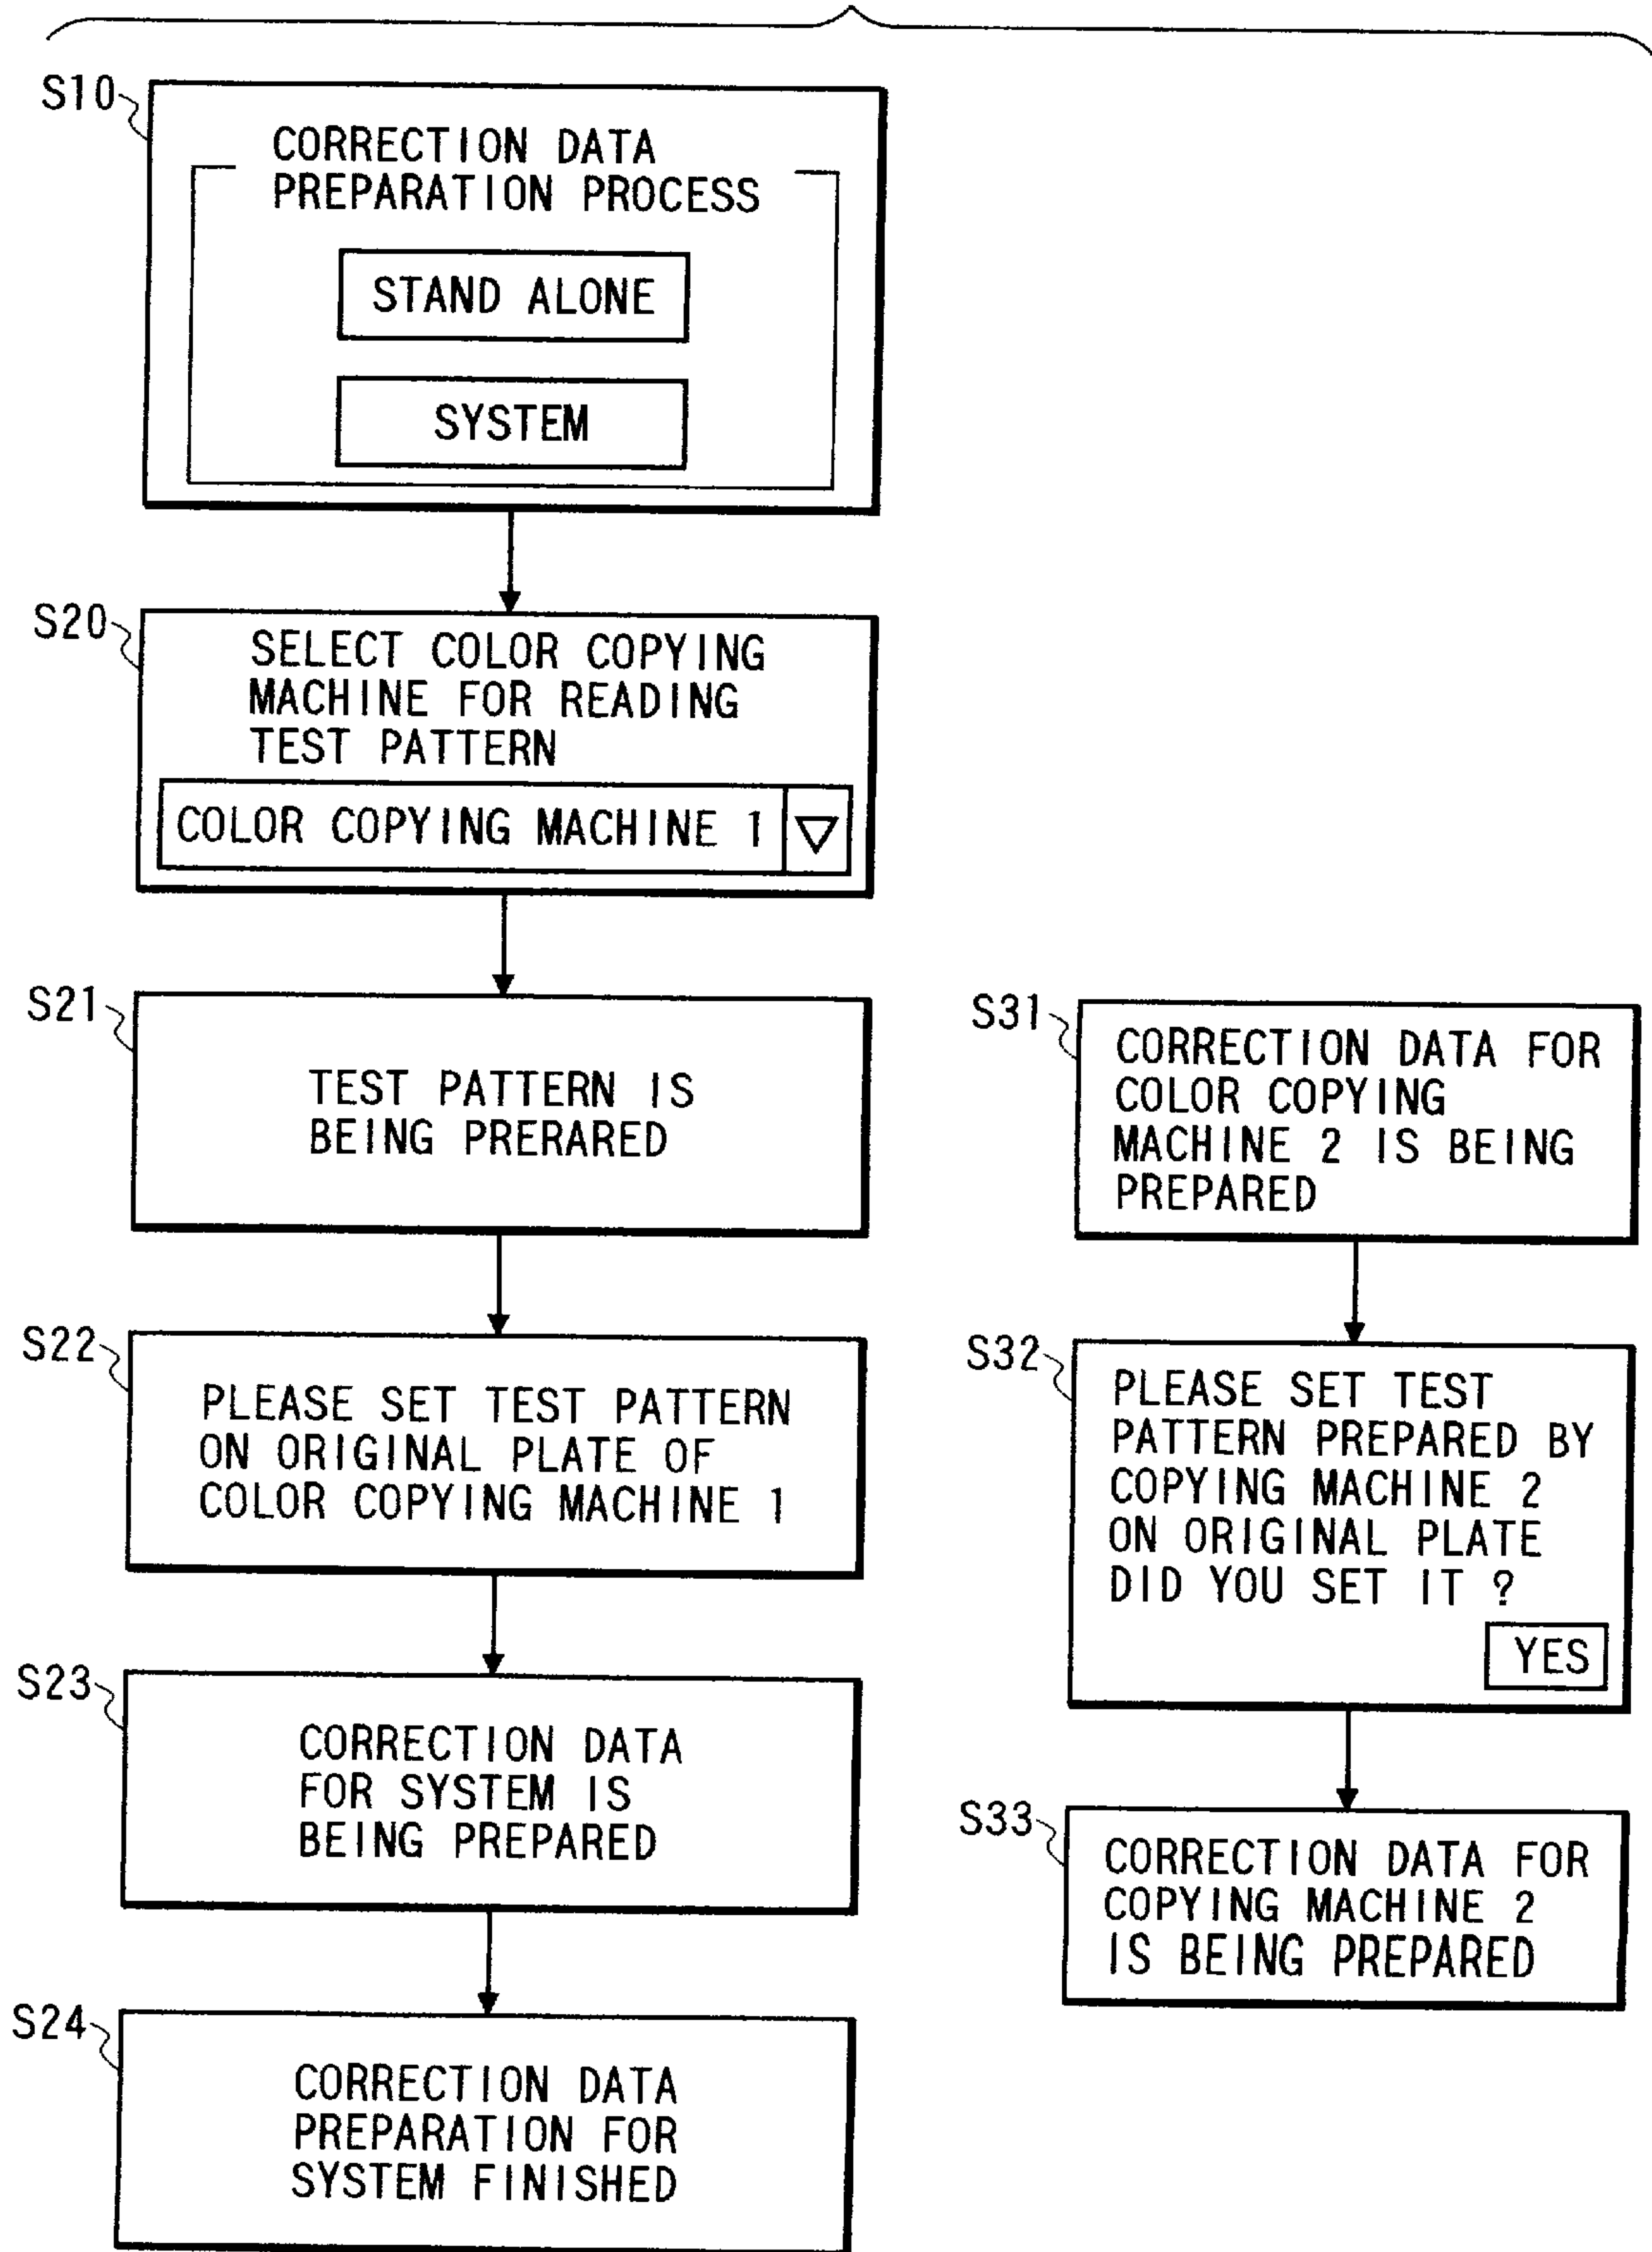 S10
CORRECTION DATA
PREPARATION PROCESS
STAND ALONE
SYSTEM
S20
SELECT COLOR COPYING
MACHINE FOR READING
TEST PATTERN
COLOR COPYING MACHINE 1
S21
TEST PATTERN IS
BEING PRERARED
S22
PLEASE SET TEST PATTERN
ON ORIGINAL PLATE OF
COLOR COPYING MACHINE 1
S23
CORRECTION DATA
FOR SYSTEM IS
BEING PREPARED
S24
CORRECTION DATA
PREPARATION FOR
SYSTEM FINISHED
S31
CORRECTION DATA FOR
COLOR COPYING
MACHINE 2 IS BEING
PREPARED
S32
PLEASE SET TEST
PATTERN PREPARED BY
COPYING MACHINE 2
ON ORIGINAL PLATE
DID YOU SET IT ?
YES
S33
CORRECTION DATA FOR
COPYING MACHINE 2
IS BEING PREPARED